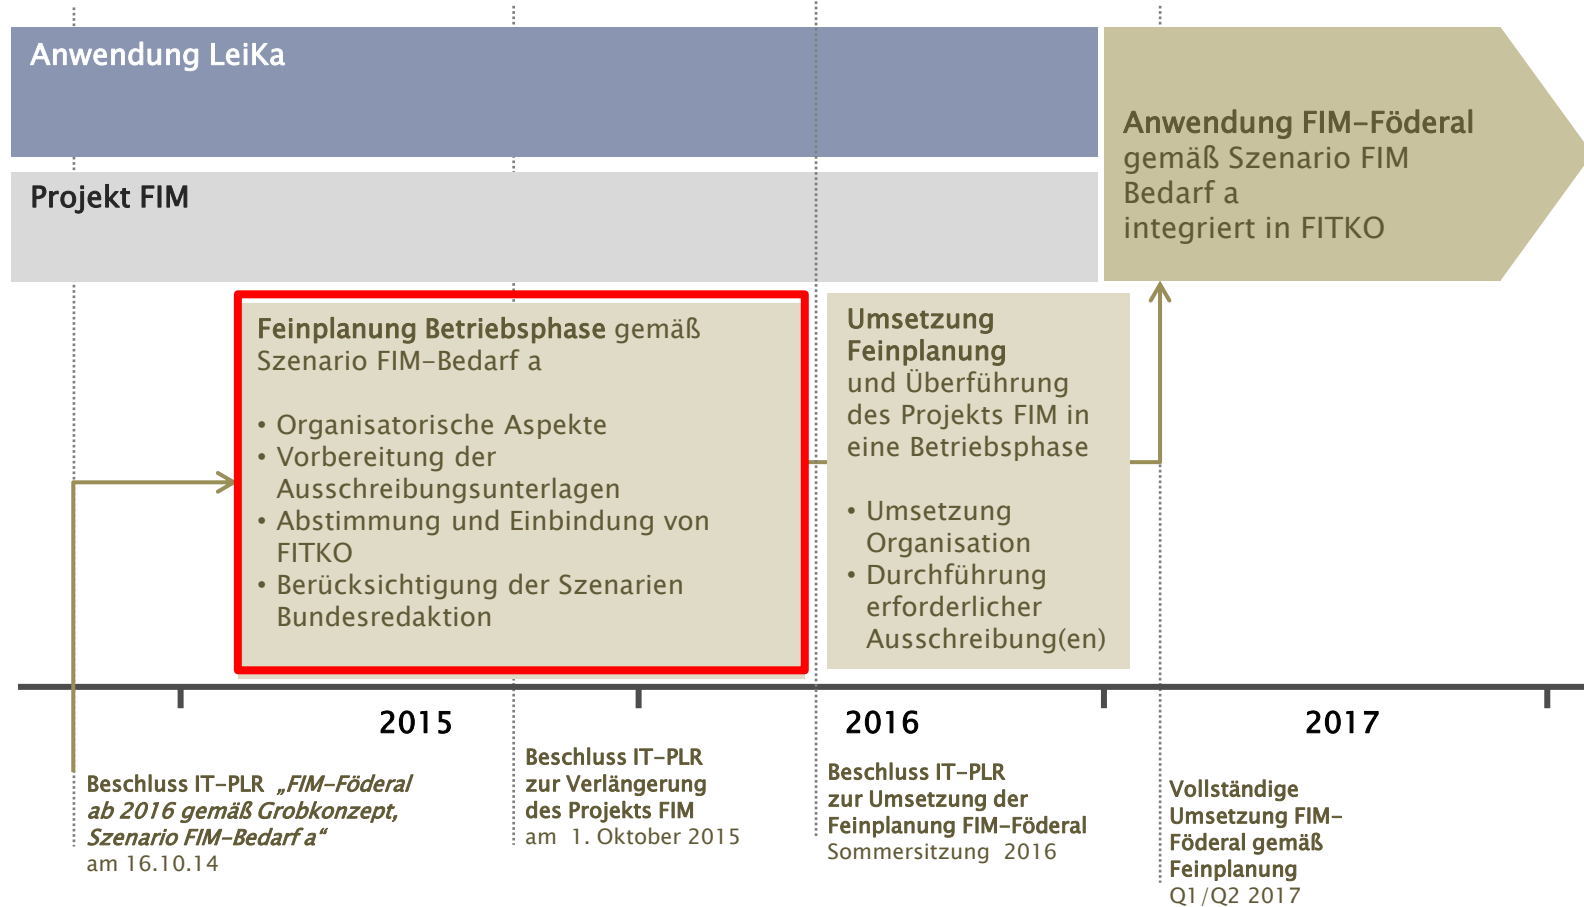 Anwendung LeiKa
Projekt FIM
Anwendung FIM–Föderal
gemäß Szenario FIM
Bedarf a
integriert in FITKO
Feinplanung Betriebsphase gemäß
Szenario FIM–Bedarf a
• Organisatorische Aspekte
• Vorbereitung der
Ausschreibungsunterlagen
• Abstimmung und Einbindung von
FITKO
• Berücksichtigung der Szenarien
Bundesredaktion
Umsetzung
Feinplanung
und Überführung
des Projekts FIM in
eine Betriebsphase
• Umsetzung
Organisation
• Durchführung
erforderlicher
Ausschreibung(en)
2015
2016
2017
Beschluss IT–PLR „FIM–Föderal
ab 2016 gemäß Grobkonzept,
Szenario FIM–Bedarf a“
am 16.10.14
Beschluss IT–PLR
zur Verlängerung
des Projekts FIM
am 1. Oktober 2015
Beschluss IT–PLR
zur Umsetzung der
Feinplanung FIM–Föderal
Sommersitzung 2016
Vollständige
Umsetzung FIM–
Föderal gemäß
Feinplanung
Q1/Q2 2017